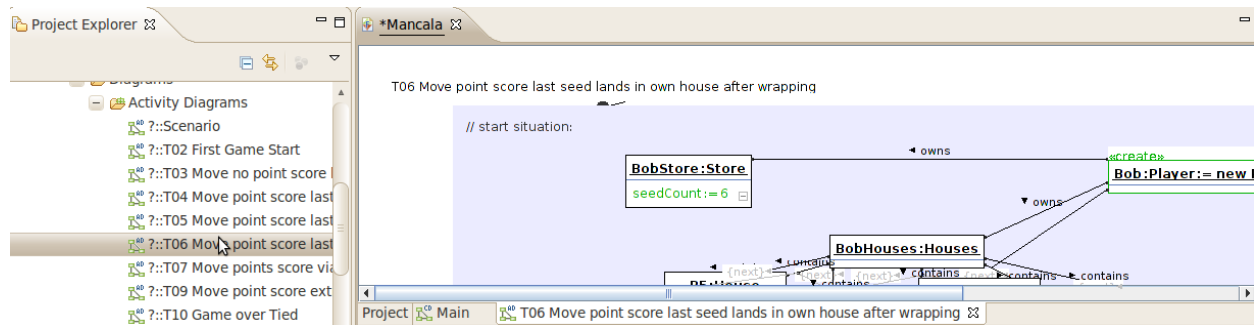 Project Explorer
Diagrams
Activity Diagrams
?::Scenario
?::T02 First Game Start
?::T03 Move no point score
?::T04 Move point score last
?::T05 Move point score last
?::T06 Move point score last
?::T07 Move points score via
?::T09 Move point score ext
?::T10 Game over Tied
*Mancala
T06 Move point score last seed lands in own house after wrapping
// start situation:
owns
«create»
BobStore:Store
Bob:Player:= new
seedCount:=6
owns
BobHouses:Houses
contains
{next}
{next}
{next}
contains
{next}
contains
contains
contains
Project Main T06 Move point score last seed lands in own house after wrapping